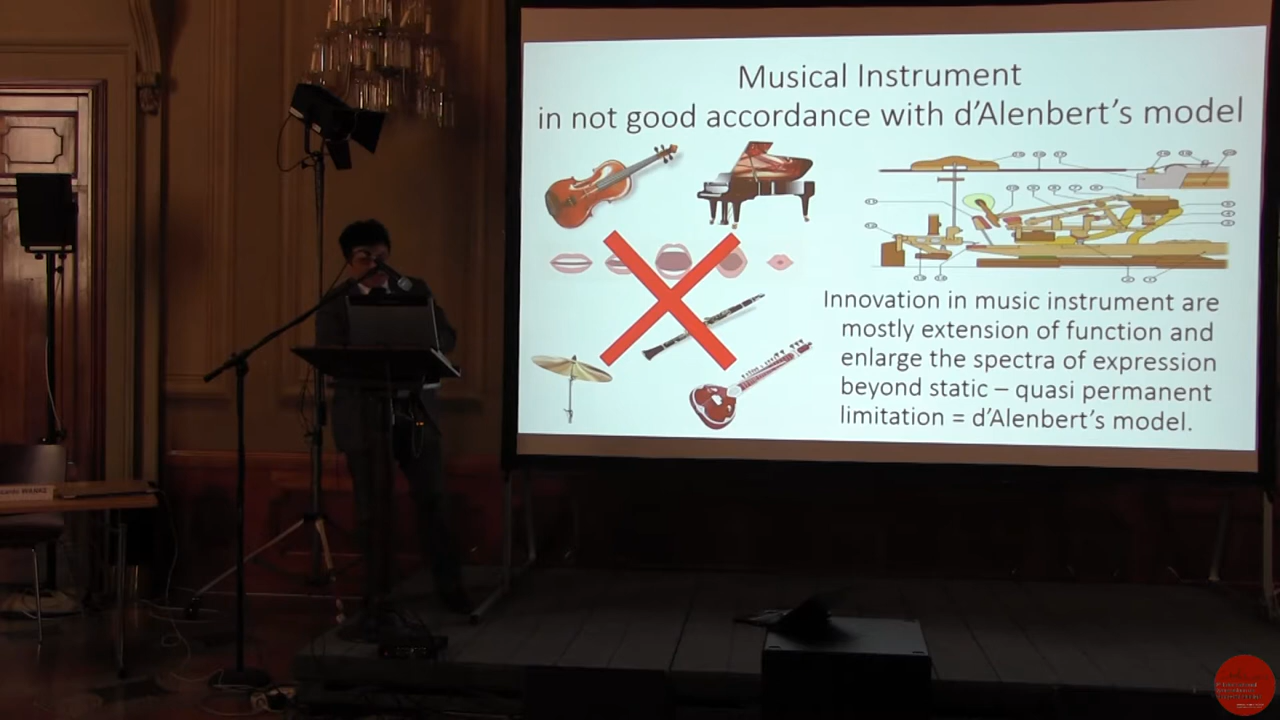 Musical Instrument
in not good accordance with d'Alenbert's model
Innovation in music instrument are
mostly extension of function and
enlarge the spectra of expression
beyond static – quasi permanent
limitation = d'Alenbert's model.